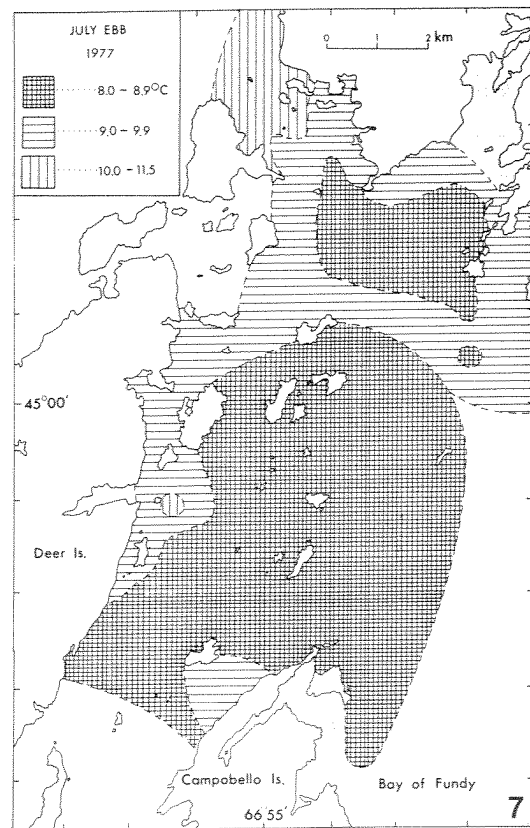 JULY EBB
1977
8.0 – 8.9°C
9.0 – 9.9
10.0 – 11.5
0 1 2 km
45°00'
Deer Is.
Campobello Is. Bay of Fundy
66°55'
7